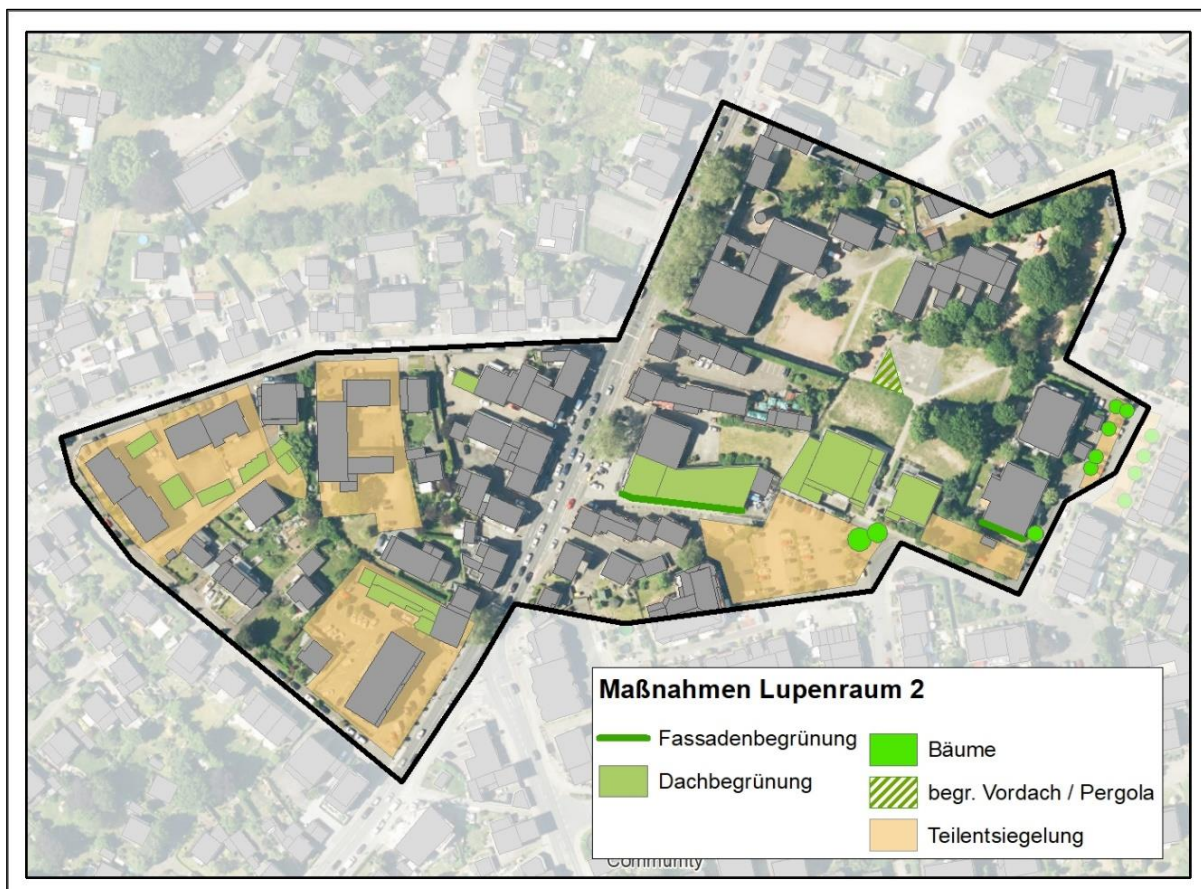 Maßnahmen Lupenraum 2
Fassadenbegrünung
Dachbegrünung
Bäume
begr. Vordach / Pergola
Teilentsiegelung
Community